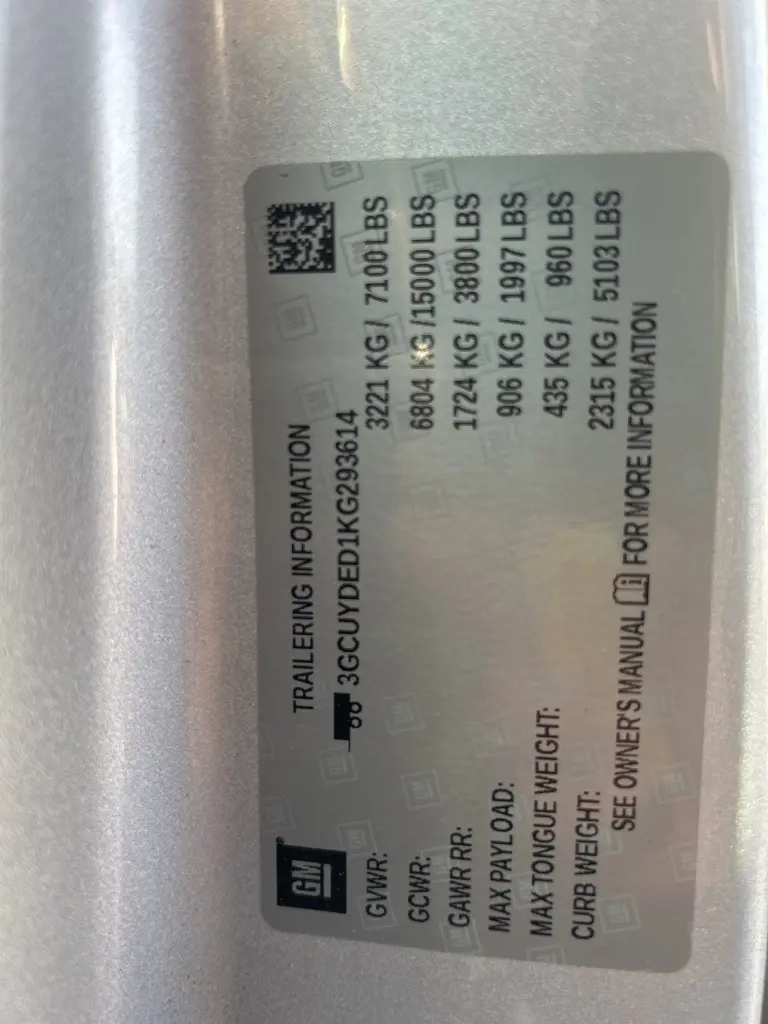 GM
TRAILERING INFORMATION
3GCUYDED1KG293614
GVWR: 3221 KG / 7100 LBS
GCWR: 6804 KG / 15000 LBS
GAWR RR: 1724 KG / 3800 LBS
MAX PAYLOAD: 906 KG / 1997 LBS
MAX TONGUE WEIGHT: 435 KG / 960 LBS
CURB WEIGHT: 2315 KG / 5103 LBS
SEE OWNER'S MANUAL FOR MORE INFORMATION